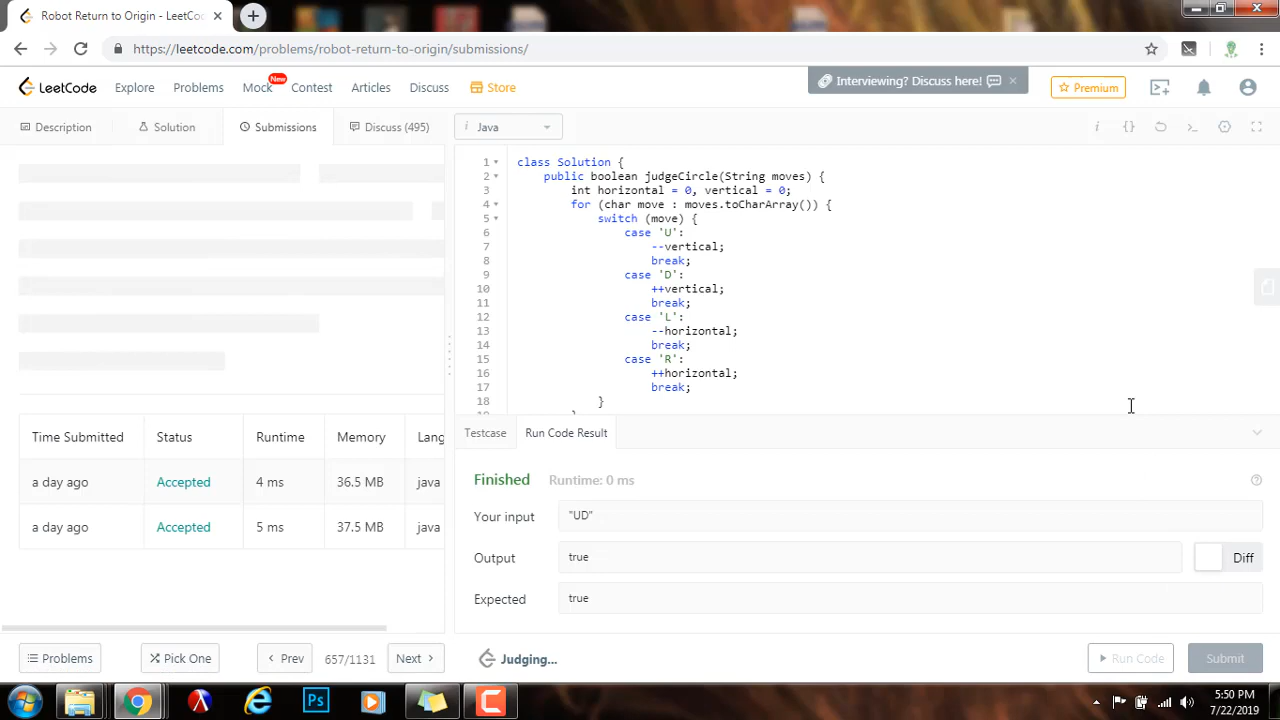 Robot Return to Origin - LeetCo
https://leetcode.com/problems/robot-return-to-origin/submissions/
LeetCode
Explore
Problems
Mock
New
Contest
Articles
Discuss
Store
Interviewing? Discuss here!
Premium
Description
Solution
Submissions
Discuss (495)
i Java
1 class Solution {
2 public boolean judgeCircle(String moves) {
3 int horizontal = 0, vertical = 0;
4 for (char move : moves.toCharArray()) {
5 switch (move) {
6 case 'U':
7 --vertical;
8 break;
9 case 'D':
10 ++vertical;
11 break;
12 case 'L':
13 --horizontal;
14 break;
15 case 'R':
16 ++horizontal;
17 break;
18 }
Testcase
Run Code Result
Finished
Runtime: 0 ms
Your input
"UD"
Output
true
Diff
Expected
true
Time Submitted Status Runtime Memory Lang
a day ago Accepted 4 ms 36.5 MB java
a day ago Accepted 5 ms 37.5 MB java
Problems
Pick One
Prev
657/1131
Next
Judging...
Run Code
Submit
5:50 PM
7/22/2019